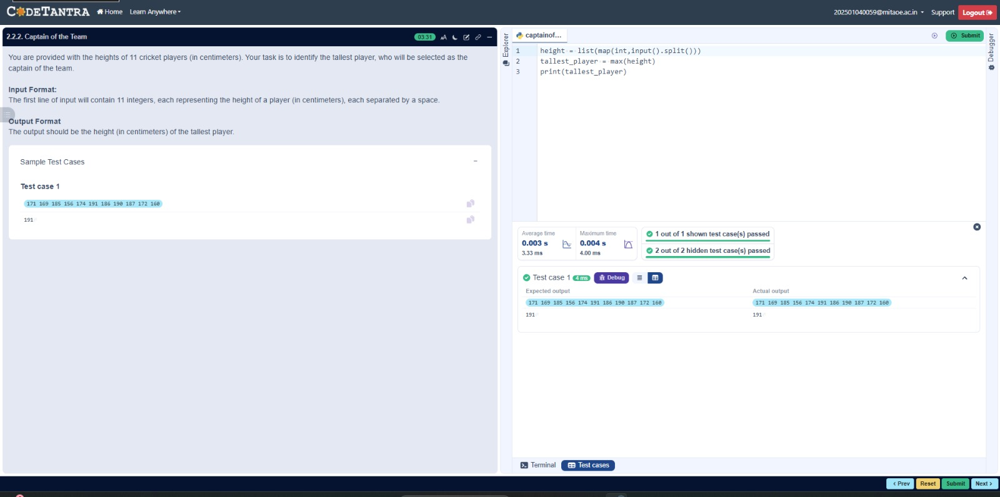 CODETANTRA Home Learn Anywhere 202501040059@mitaoe.ac.in Support Logout
2.2.2. Captain of the Team 03:31 AA
You are provided with the heights of 11 cricket players (in centimeters). Your task is to identify the tallest player, who will be selected as the
captain of the team.
Input Format:
The first line of input will contain 11 integers, each representing the height of a player (in centimeters), each separated by a space.
Output Format
The output should be the height (in centimeters) of the tallest player.
Sample Test Cases
Test case 1
171 169 185 156 174 191 186 190 187 172 160
191
Explorer
captainof...
Submit
Debugger
1 height = list(map(int,input().split()))
2 tallest_player = max(height)
3 print(tallest_player)
Average time
0.003 s
3.33 ms
Maximum time
0.004 s
4.00 ms
1 out of 1 shown test case(s) passed
2 out of 2 hidden test case(s) passed
Test case 1 4 ms Debug
Expected output
171 169 185 156 174 191 186 190 187 172 160
191
Actual output
171 169 185 156 174 191 186 190 187 172 160
191
Terminal Test cases
< Prev Reset Submit Next >